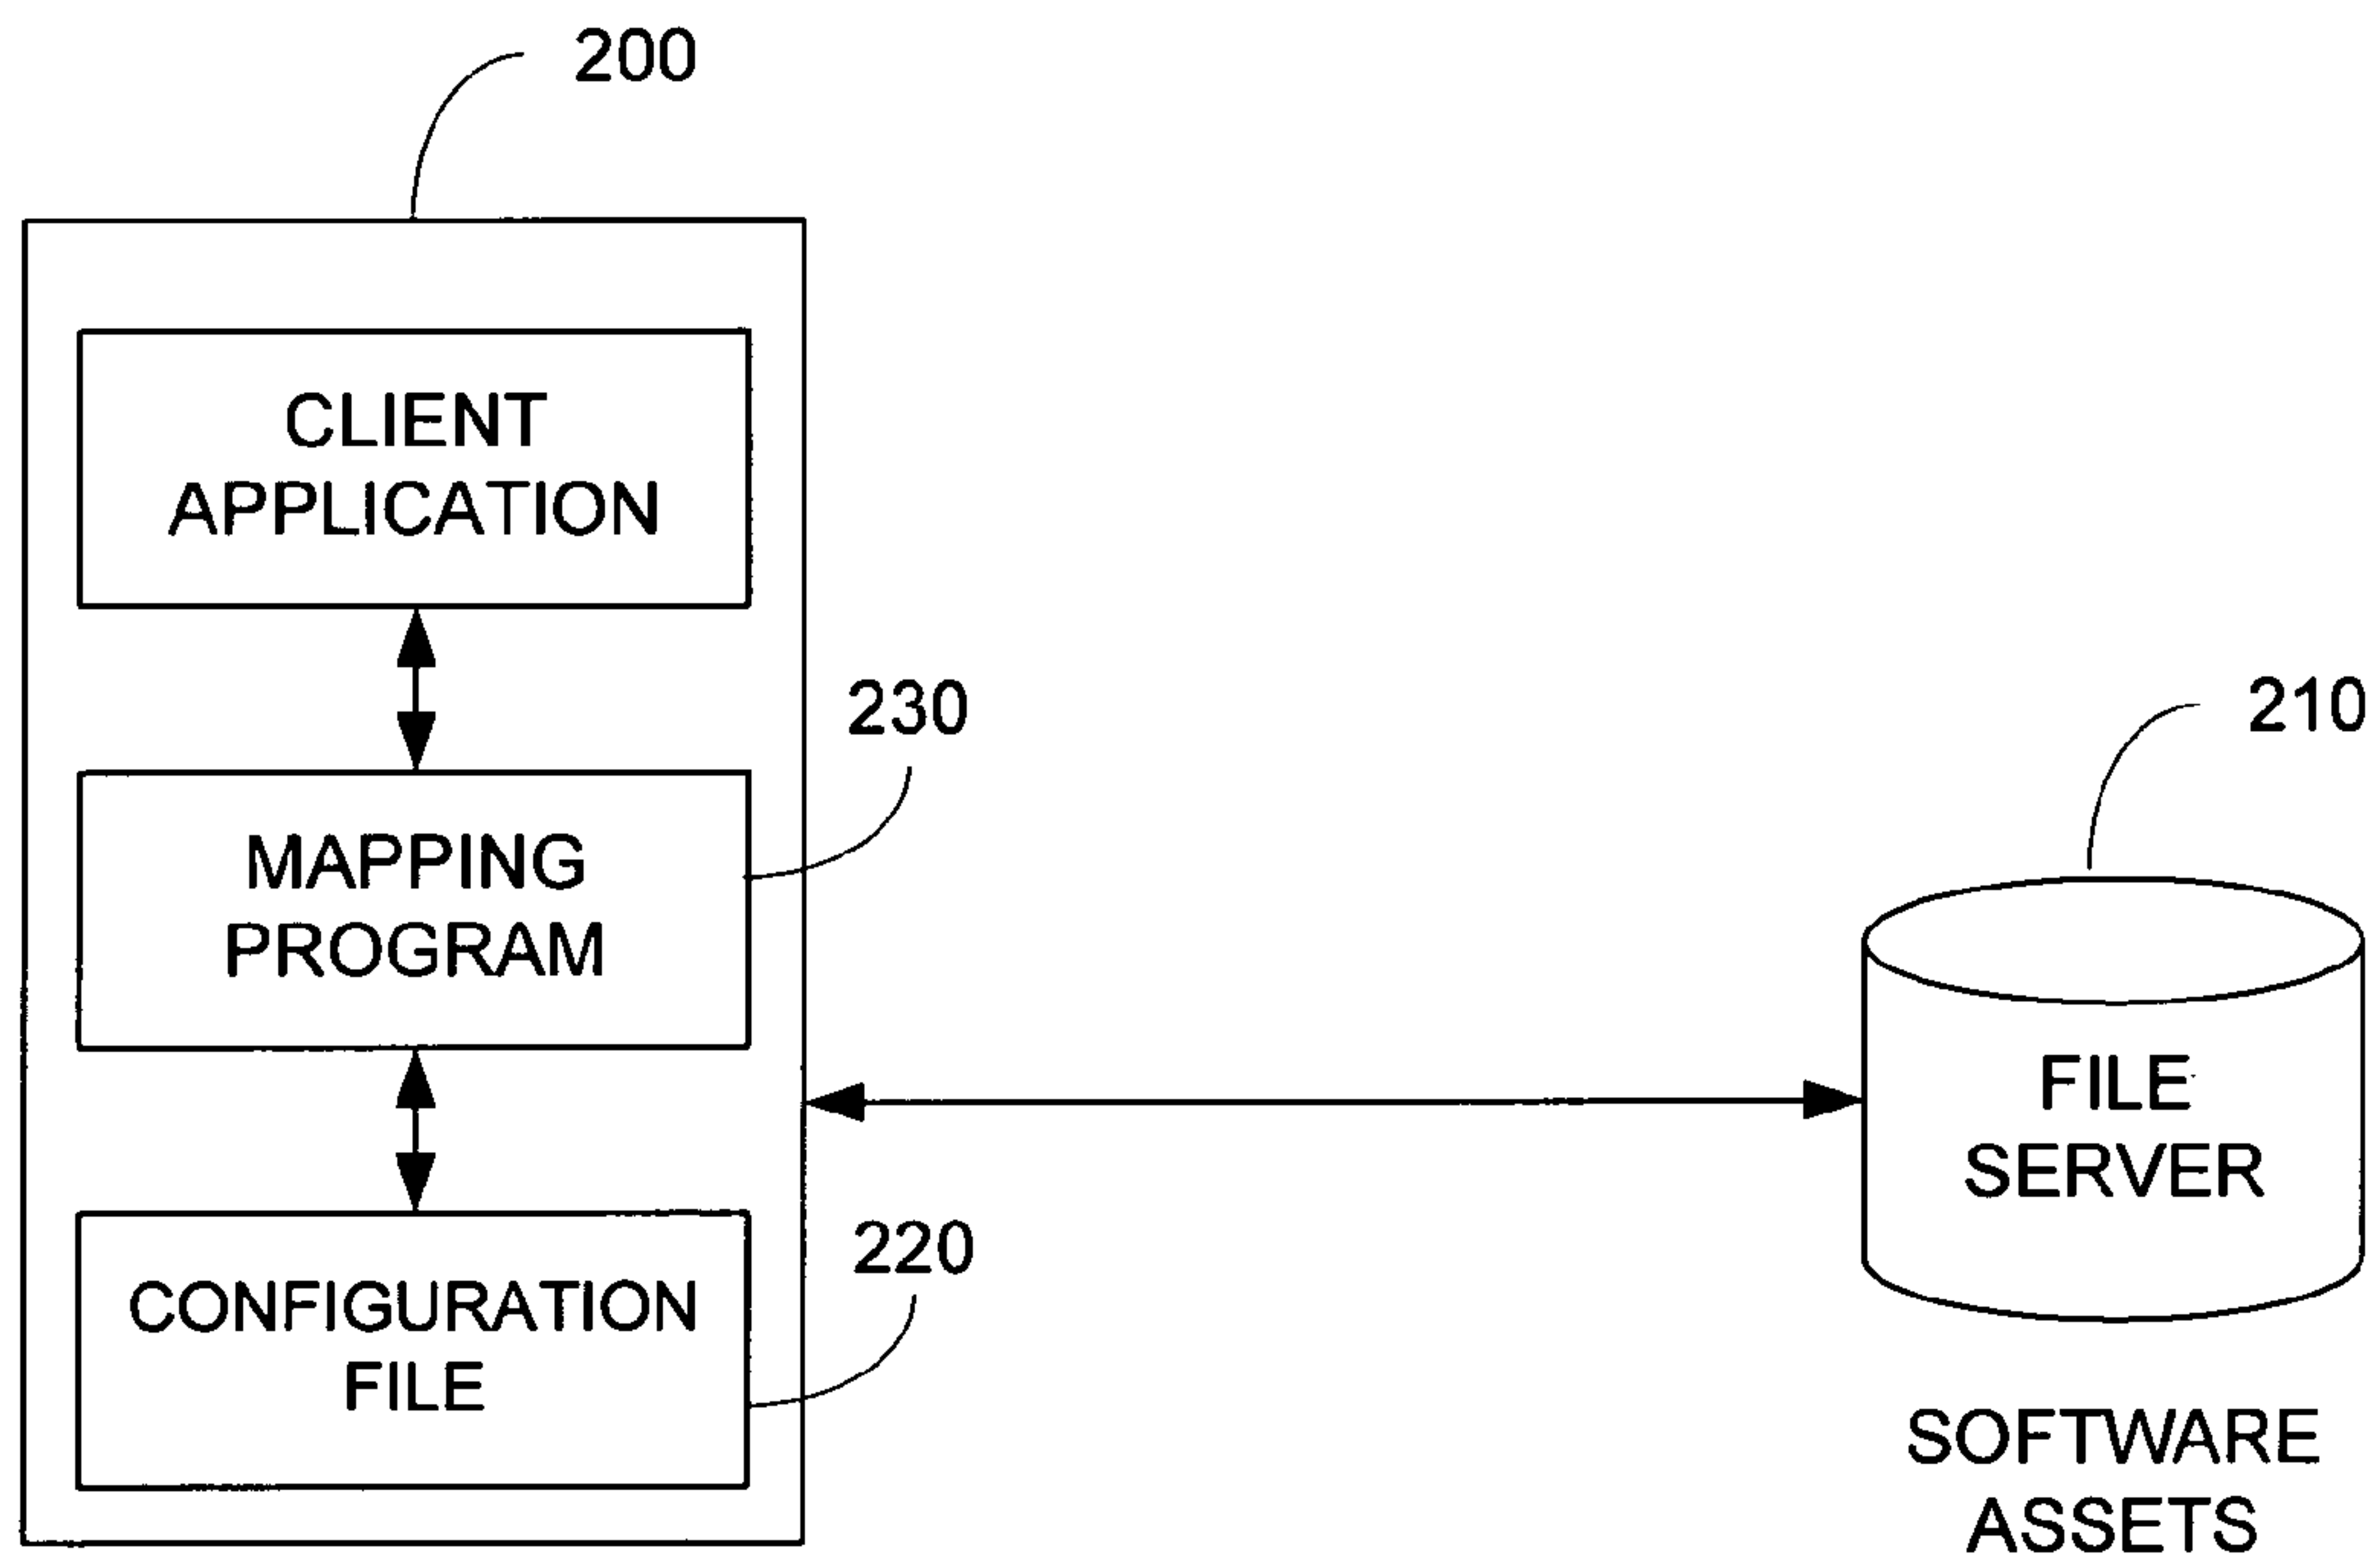 200
CLIENT
APPLICATION
230
210
MAPPING
PROGRAM
FILE
SERVER
220
CONFIGURATION
FILE
SOFTWARE
ASSETS